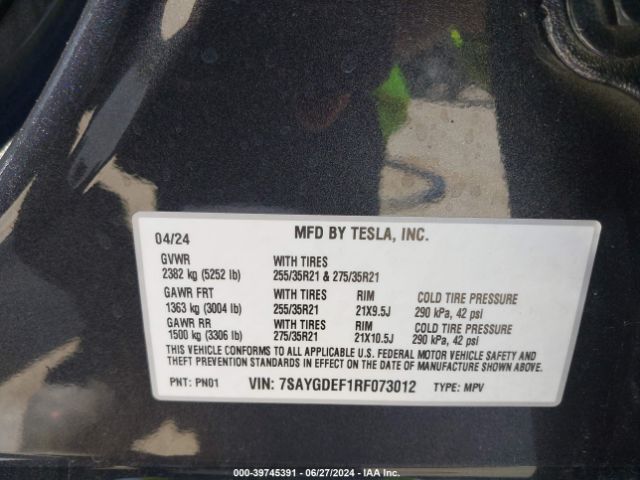 04/24 MFD BY TESLA, INC.
GVWR WITH TIRES
2382 kg (5252 lb) 255/35R21 & 275/35R21
GAWR FRT WITH TIRES RIM COLD TIRE PRESSURE
1363 kg (3004 lb) 255/35R21 21X9.5J 290 kPa, 42 psi
GAWR RR WITH TIRES RIM COLD TIRE PRESSURE
1500 kg (3306 lb) 275/35R21 21X10.5J 290 kPa, 42 psi
THIS VEHICLE CONFORMS TO ALL APPLICABLE U.S. FEDERAL MOTOR VEHICLE SAFETY AND
THEFT PREVENTION STANDARDS IN EFFECT ON THE DATE OF MANUFACTURE SHOWN ABOVE.
PNT: PN01 VIN: 7SAYGDEF1RF073012 TYPE: MPV
000-39745391 - 06/27/2024 - IAA Inc.